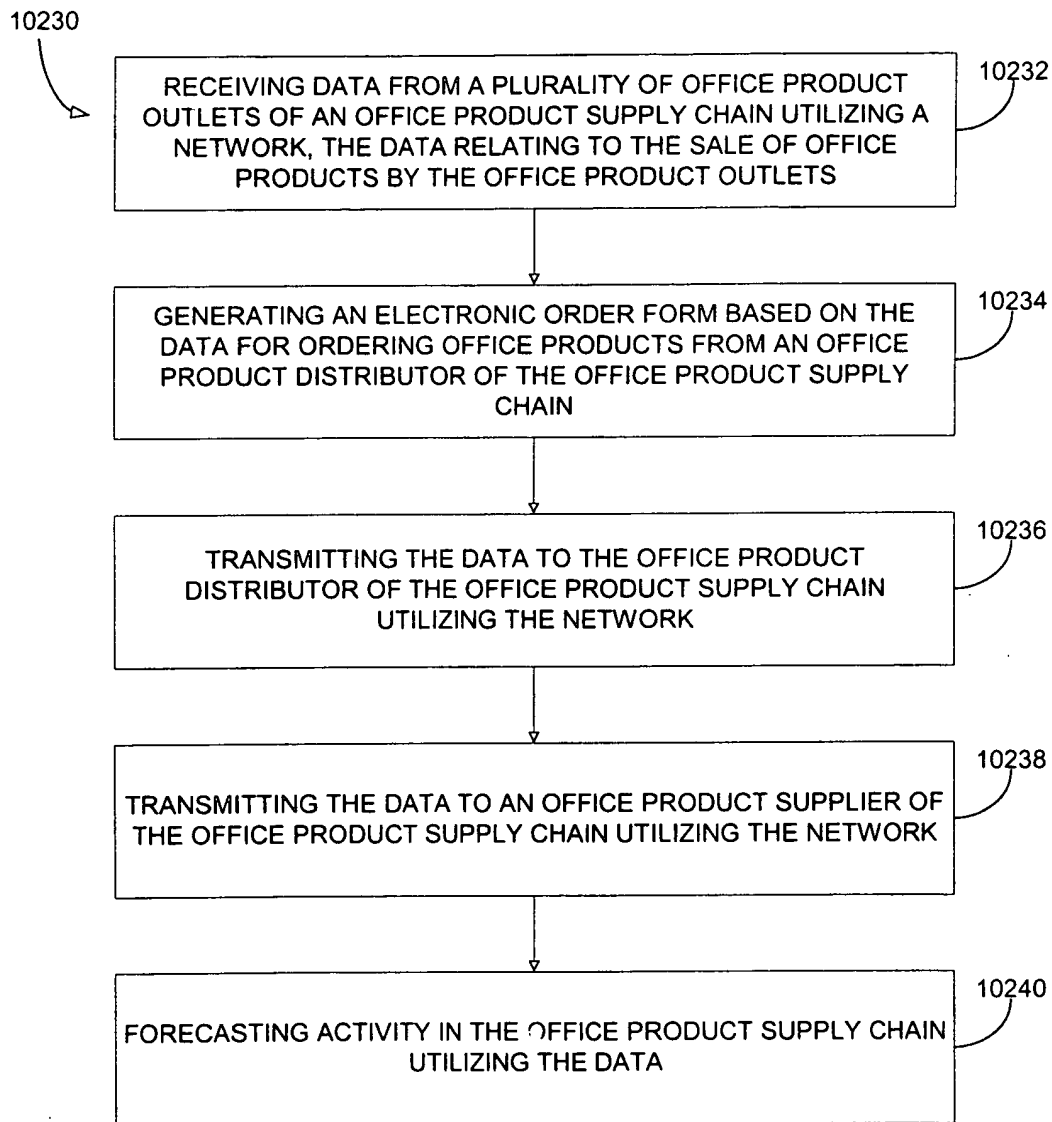 10230
RECEIVING DATA FROM A PLURALITY OF OFFICE PRODUCT
OUTLETS OF AN OFFICE PRODUCT SUPPLY CHAIN UTILIZING A
NETWORK, THE DATA RELATING TO THE SALE OF OFFICE
PRODUCTS BY THE OFFICE PRODUCT OUTLETS
10232
GENERATING AN ELECTRONIC ORDER FORM BASED ON THE
DATA FOR ORDERING OFFICE PRODUCTS FROM AN OFFICE
PRODUCT DISTRIBUTOR OF THE OFFICE PRODUCT SUPPLY
CHAIN
10234
TRANSMITTING THE DATA TO THE OFFICE PRODUCT
DISTRIBUTOR OF THE OFFICE PRODUCT SUPPLY CHAIN
UTILIZING THE NETWORK
10236
TRANSMITTING THE DATA TO AN OFFICE PRODUCT SUPPLIER OF
THE OFFICE PRODUCT SUPPLY CHAIN UTILIZING THE NETWORK
10238
FORECASTING ACTIVITY IN THE OFFICE PRODUCT SUPPLY CHAIN
UTILIZING THE DATA
10240